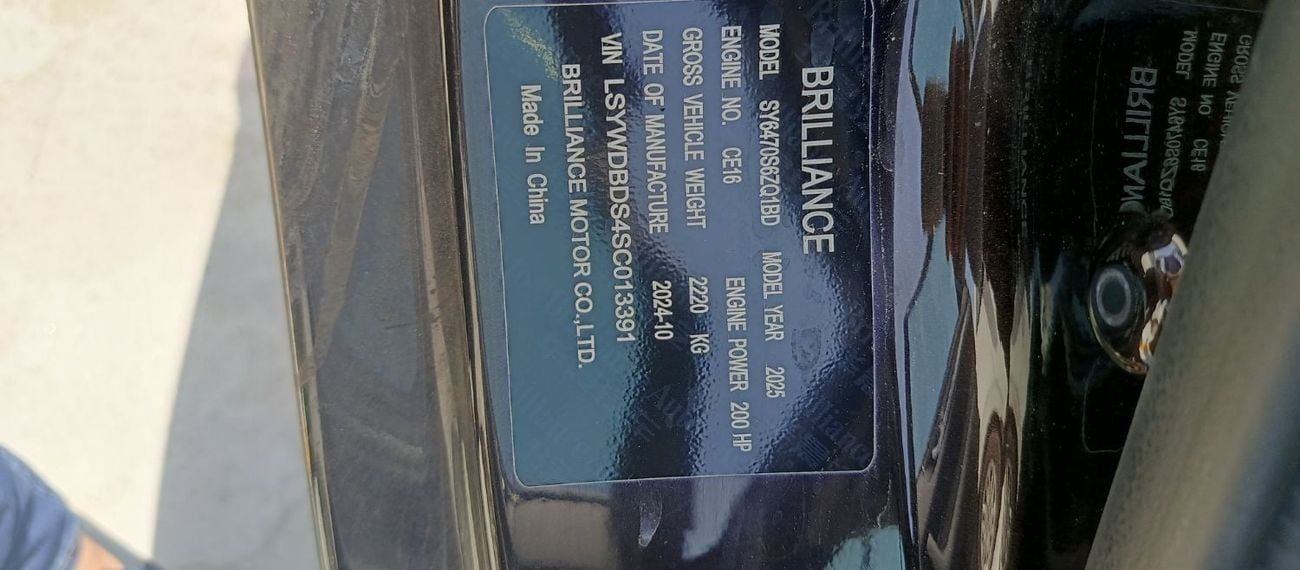 BRILLIANCE
MODEL SY6470S6ZQ1BD MODEL YEAR 2025
ENGINE NO. CE16 ENGINE POWER 200 HP
GROSS VEHICLE WEIGHT 2220 KG
DATE OF MANUFACTURE 2024-10
VIN LSYWDBDS4SC013391
BRILLIANCE MOTOR CO.,LTD.
Made In China